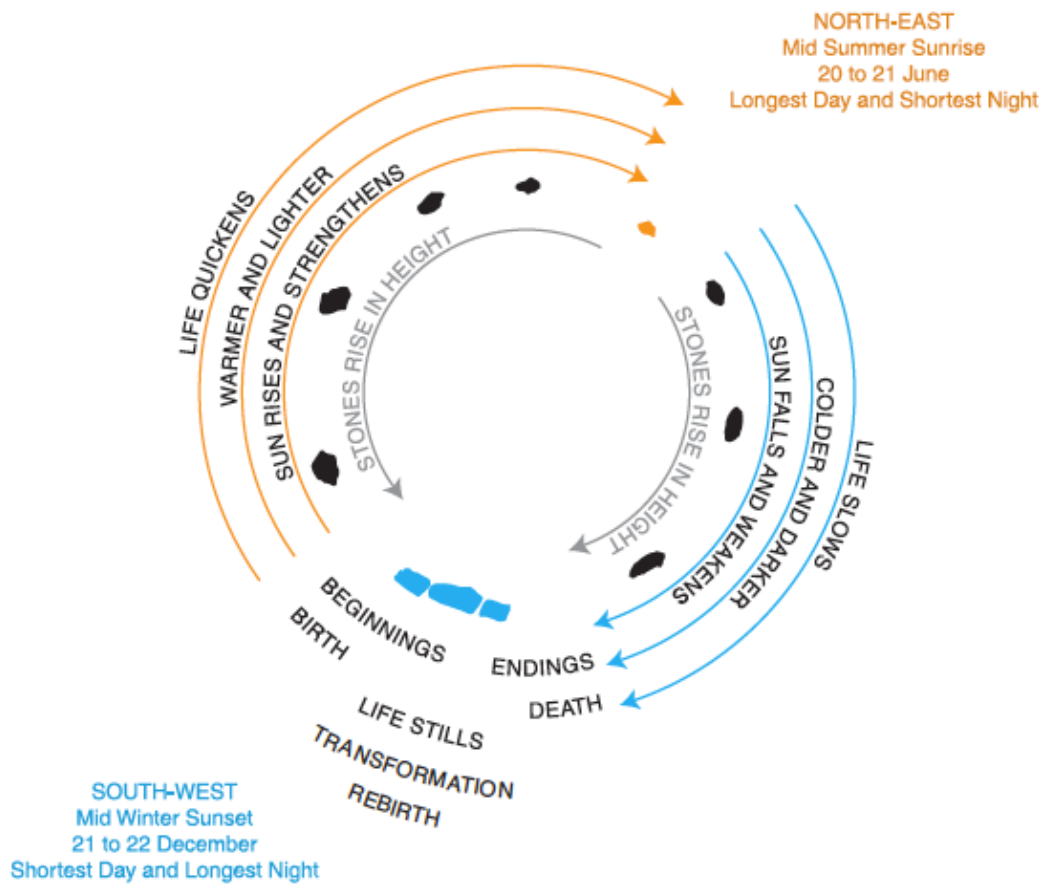 NORTH-EAST
Mid Summer Sunrise
20 to 21 June
Longest Day and Shortest Night
LIFE QUICKENS
WARMER AND LIGHTER
SUN RISES AND STRENGTHENS
STONES RISE IN HEIGHT
STONES RISE IN HEIGHT
SUN FALLS AND WEAKENS
COLDER AND DARKER
LIFE SLOWS
BEGINNINGS
BIRTH
ENDINGS
DEATH
LIFE STILLS
TRANSFORMATION
REBIRTH
SOUTH-WEST
Mid Winter Sunset
21 to 22 December
Shortest Day and Longest Night